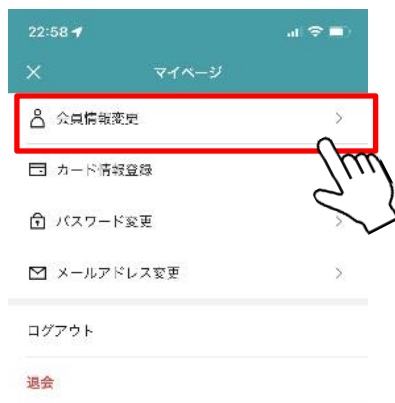 22:58
マイページ
会員情報変更
カード情報登録
パスワード変更
メールアドレス変更
ログアウト
退会